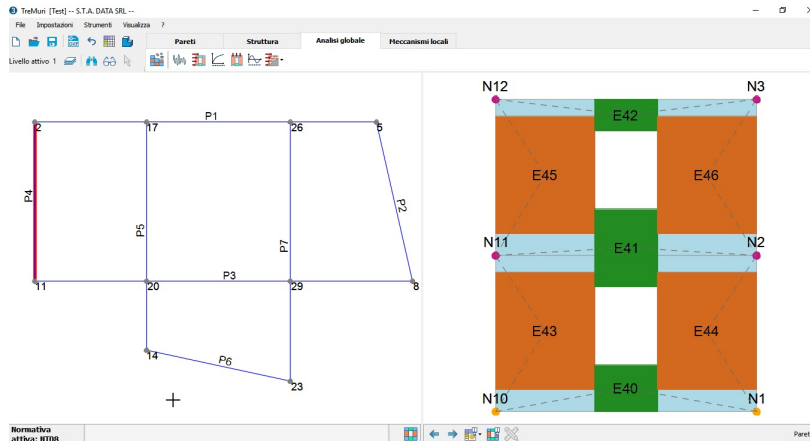 TreMuri [Test] -- S.T.A. DATA SRL --
File Impostazioni Strumenti Visualizza ?
Pareti Struttura Analisi globale Meccanismi locali
Livello attivo 1
N12 N3
P1
E42
2 17 26 5
E45 E46
P4 P2
P5 P7
N11 E41 N2
P3
11 20 29 8
E43 E44
14 P6
23
E40
N10 N1
Normativa
attiva: NT08
Paret